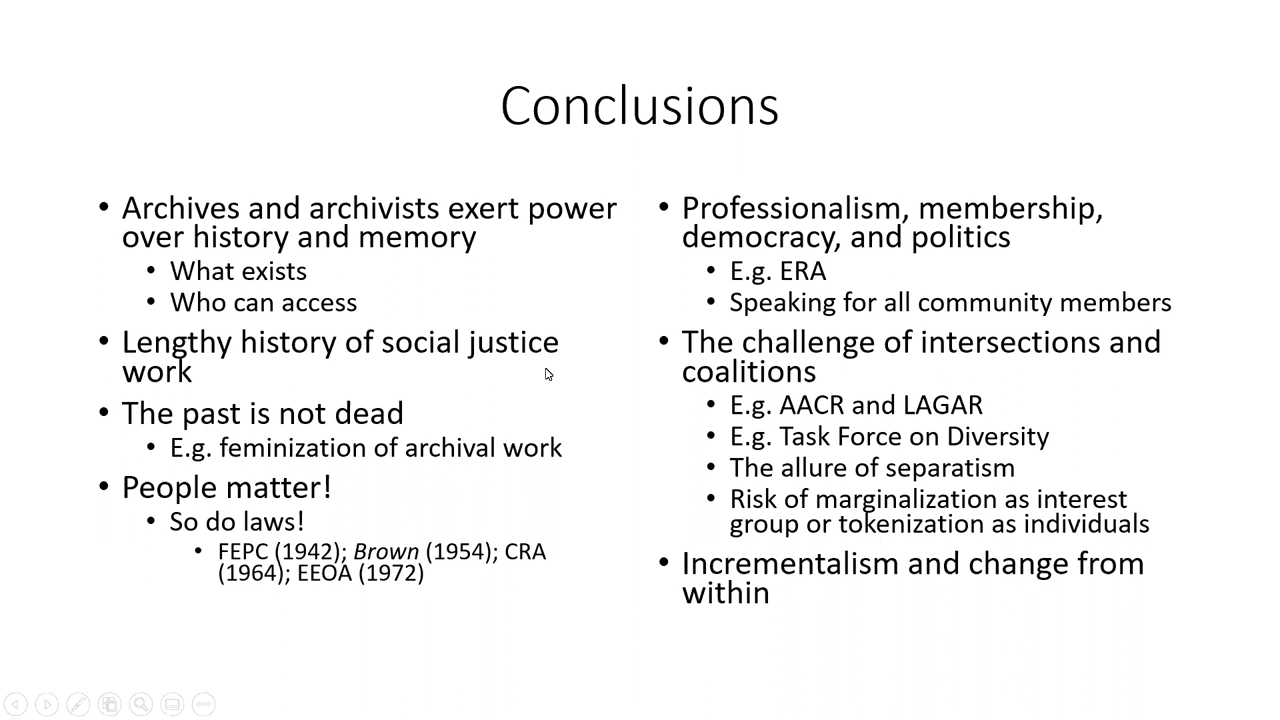 Conclusions
• Archives and archivists exert power
over history and memory
• What exists
• Who can access
• Lengthy history of social justice
work
• The past is not dead
• E.g. feminization of archival work
• People matter!
• So do laws!
• FEPC (1942); Brown (1954); CRA
(1964); EEOA (1972)
• Professionalism, membership,
democracy, and politics
• E.g. ERA
• Speaking for all community members
• The challenge of intersections and
coalitions
• E.g. AACR and LAGAR
• E.g. Task Force on Diversity
• The allure of separatism
• Risk of marginalization as interest
group or tokenization as individuals
• Incrementalism and change from
within